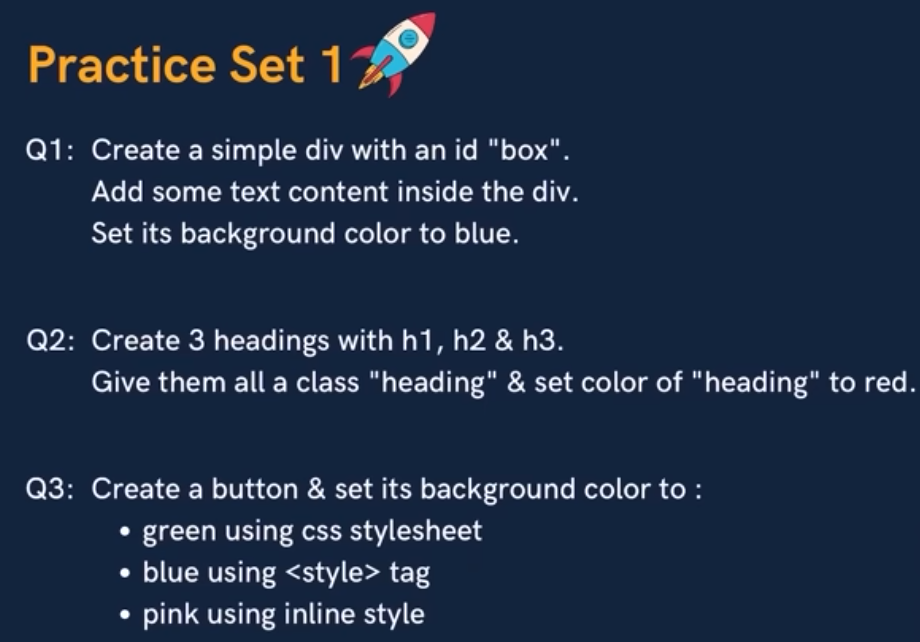 Practice Set 1
Q1: Create a simple div with an id "box".
Add some text content inside the div.
Set its background color to blue.
Q2: Create 3 headings with h1, h2 & h3.
Give them all a class "heading" & set color of "heading" to red.
Q3: Create a button & set its background color to :
• green using css stylesheet
• blue using <style> tag
• pink using inline style